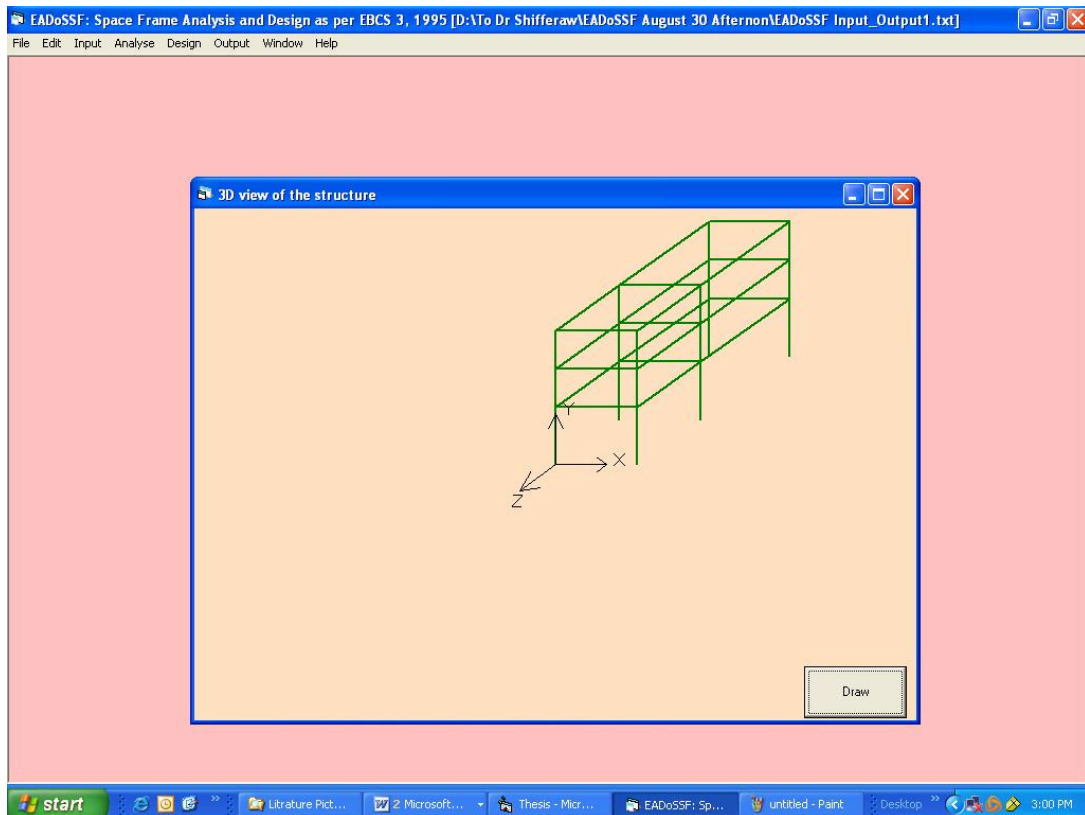 EADoSSF: Space Frame Analysis and Design as per EBCS 3, 1995 [D:\To Dr Shifferaw\EADoSSF August 30 Afternon\EADoSSF Input_Output1.txt]
File Edit Input Analyse Design Output Window Help
3D view of the structure
Y
X
Z
Draw
start » Litrature Pict... 2 Microsoft... Thesis - Micr... EADoSSF: Sp... untitled - Paint Desktop » 3:00 PM